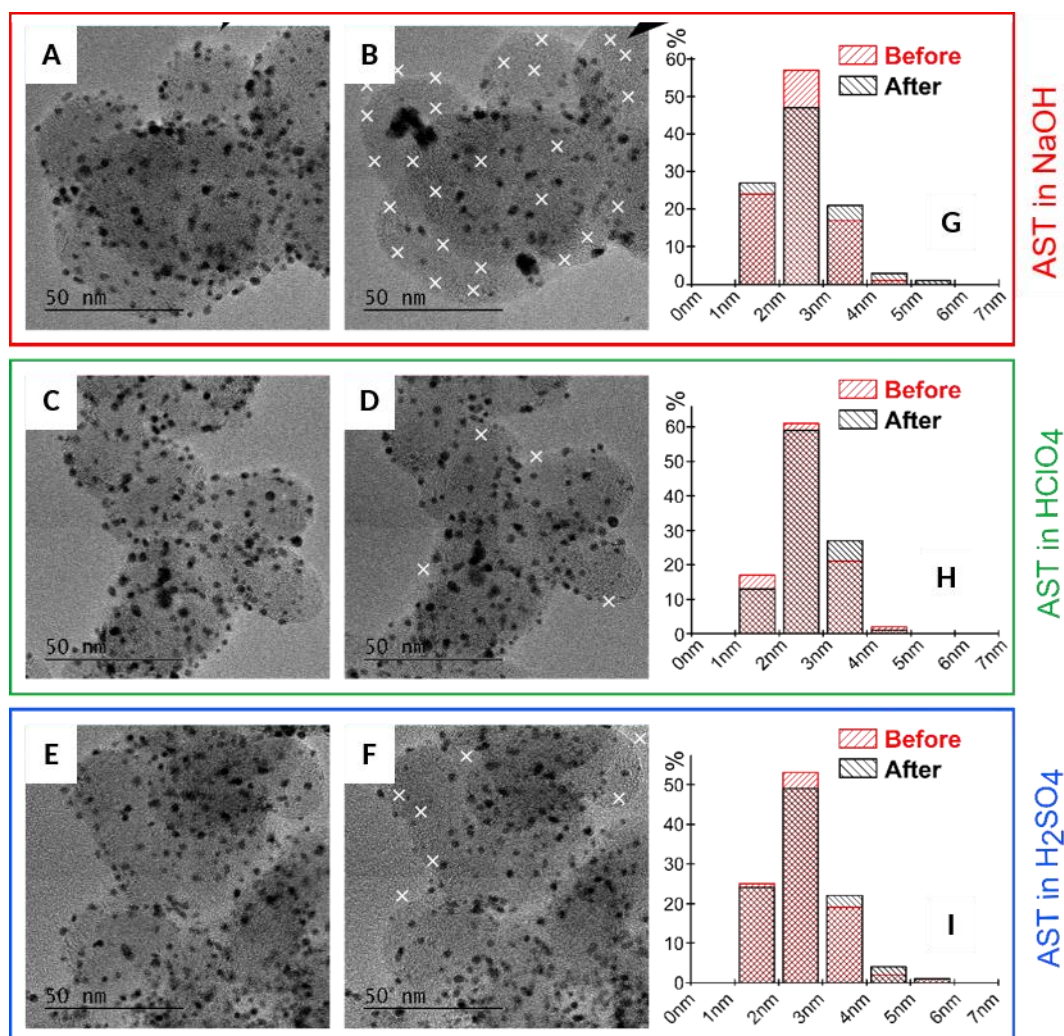 A
50 nm
B
50 nm
%
60
50
40
30
20
10
0
Before
After
G
0nm
1nm
2nm
3nm
4nm
5nm
6nm
7nm
AST in NaOH
C
50 nm
D
50 nm
%
60
50
40
30
20
10
0
Before
After
H
0nm
1nm
2nm
3nm
4nm
5nm
6nm
7nm
AST in HClO4
E
50 nm
F
50 nm
%
50
40
30
20
10
0
Before
After
I
0nm
1nm
2nm
3nm
4nm
5nm
6nm
7nm
AST in H2SO4